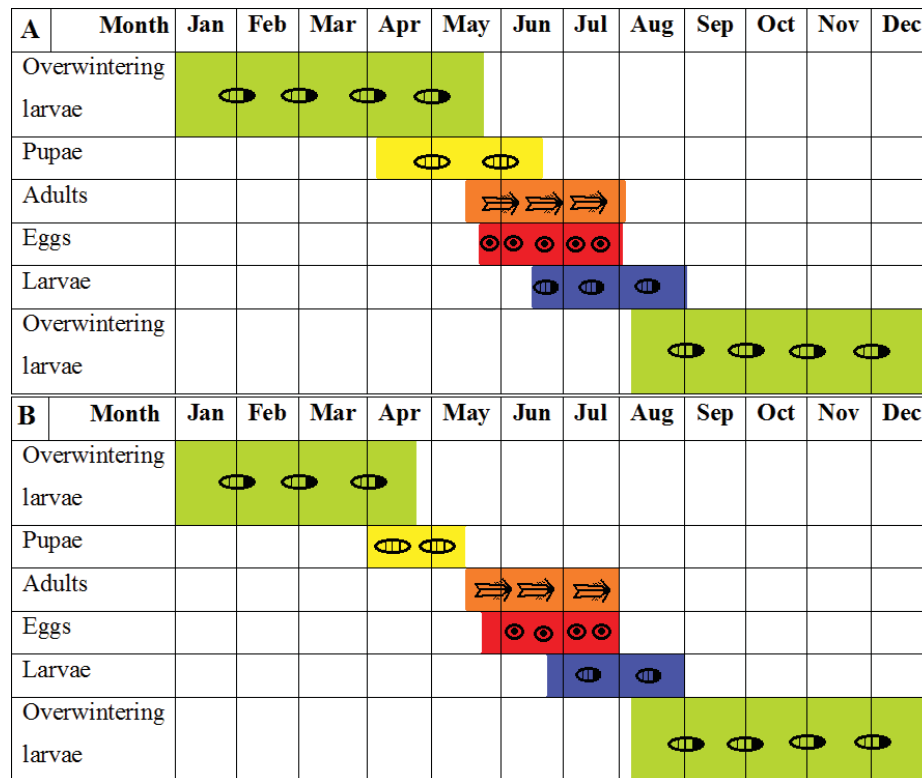 A Month Jan Feb Mar Apr May Jun Jul Aug Sep Oct Nov Dec
Overwintering
larvae
Pupae
Adults
Eggs
Larvae
Overwintering
larvae
B Month Jan Feb Mar Apr May Jun Jul Aug Sep Oct Nov Dec
Overwintering
larvae
Pupae
Adults
Eggs
Larvae
Overwintering
larvae